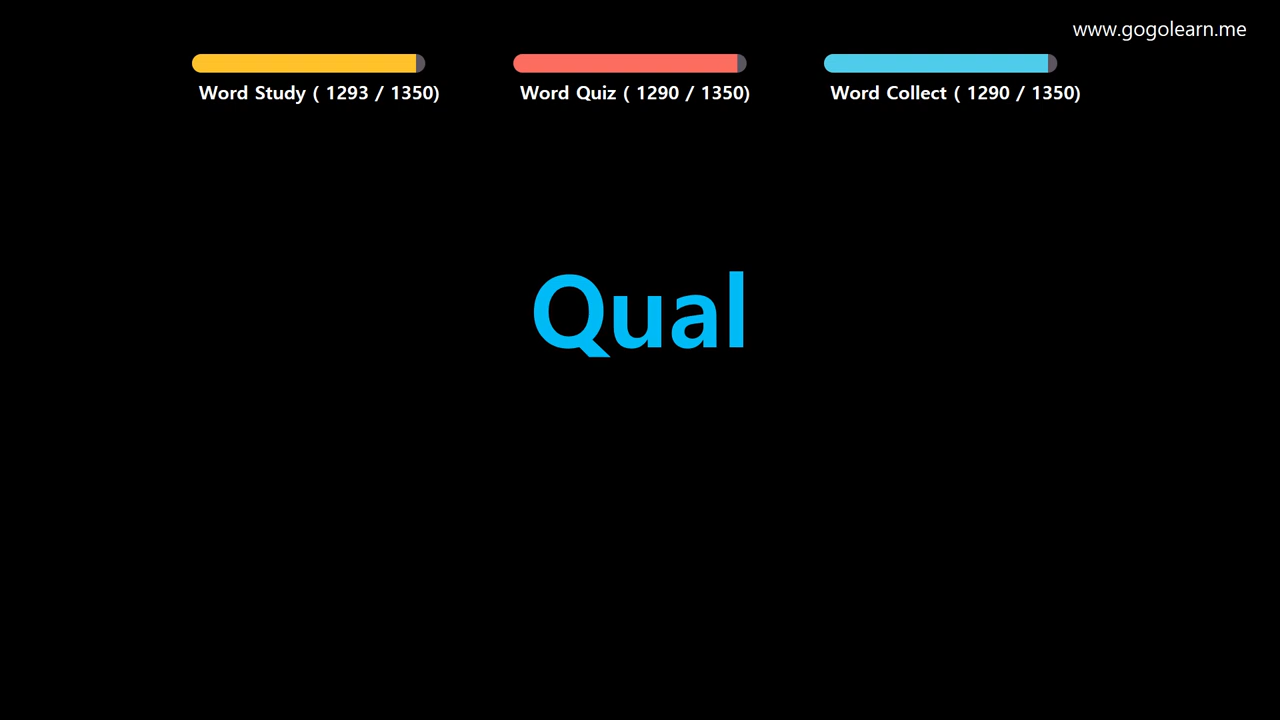 www.gogolearn.me
Word Study ( 1293 / 1350)
Word Quiz ( 1290 / 1350)
Word Collect ( 1290 / 1350)
Qual